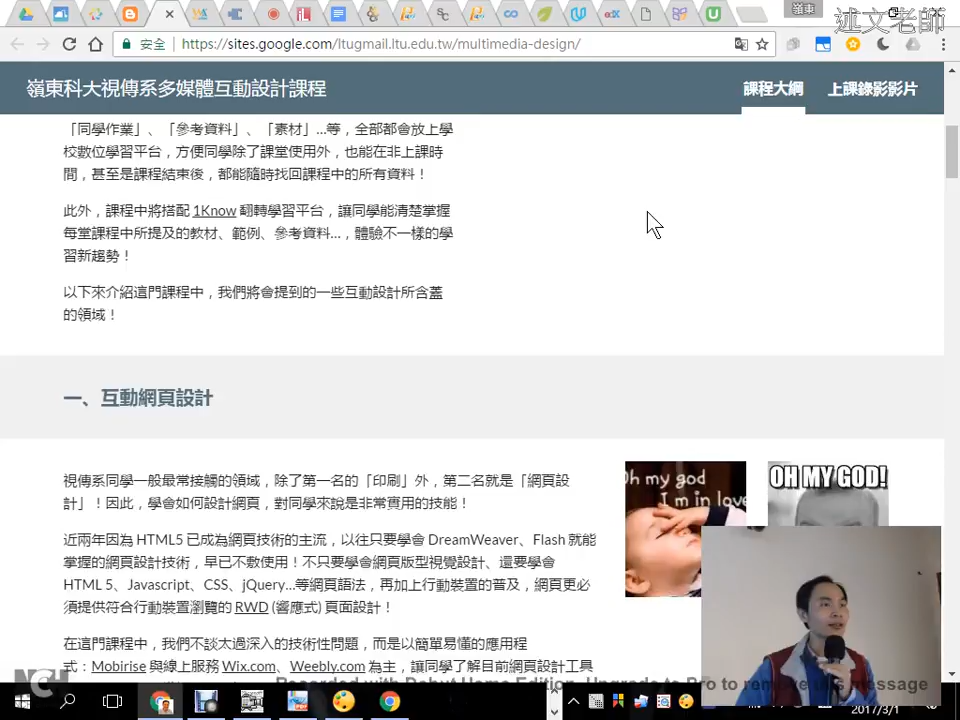 嶺東
述文老師
安全 https://sites.google.com/ltugmail.ltu.edu.tw/multimedia-design/
嶺東科大視傳系多媒體互動設計課程
課程大綱 上課錄影影片
「同學作業」、「參考資料」、「素材」...等，全部都會放上學
校數位學習平台，方便同學除了課堂使用外，也能在非上課時
間，甚至是課程結束後，都能隨時找回課程中的所有資料！
此外，課程中將搭配 1Know 翻轉學習平台，讓同學能清楚掌握
每堂課程中所提及的教材、範例、參考資料...，體驗不一樣的學
習新趨勢！
以下來介紹這門課程中，我們將會提到的一些互動設計所含蓋
的領域！
一、互動網頁設計
視傳系同學一般最常接觸的領域，除了第一名的「印刷」外，第二名就是「網頁設
計」！因此，學會如何設計網頁，對同學來說是非常實用的技能！
近兩年因為 HTML5 已成為網頁技術的主流，以往只要學會 DreamWeaver、Flash 就能
掌握的網頁設計技術，早已不敷使用！不只要學會網頁版型視覺設計、還要學會
HTML 5、Javascript、CSS、jQuery...等網頁語法，再加上行動裝置的普及，網頁更必
須提供符合行動裝置瀏覽的 RWD (響應式) 頁面設計！
在這門課程中，我們不談太過深入的技術性問題，而是以簡單易懂的應用程
式：Mobirise 與線上服務 Wix.com、Weebly.com 為主，讓同學了解目前網頁設計工具
Oh my god
I m in love
OH MY GOD!
NCH
Recorded with Debut Home Edition. Upgrade to Pro to remove this message
2017/3/1